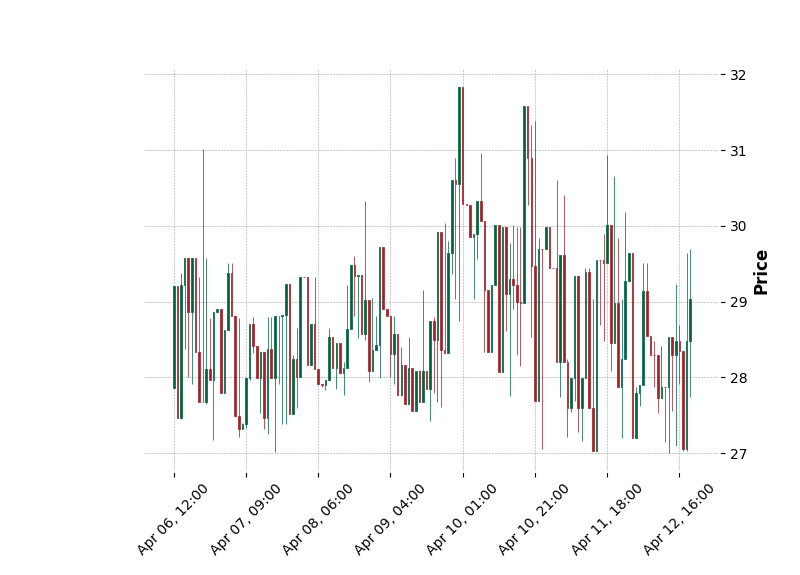 32
31
30
29
28
27
Price
Apr 06, 12:00
Apr 07, 09:00
Apr 08, 06:00
Apr 09, 04:00
Apr 10, 01:00
Apr 10, 21:00
Apr 11, 18:00
Apr 12, 16:00